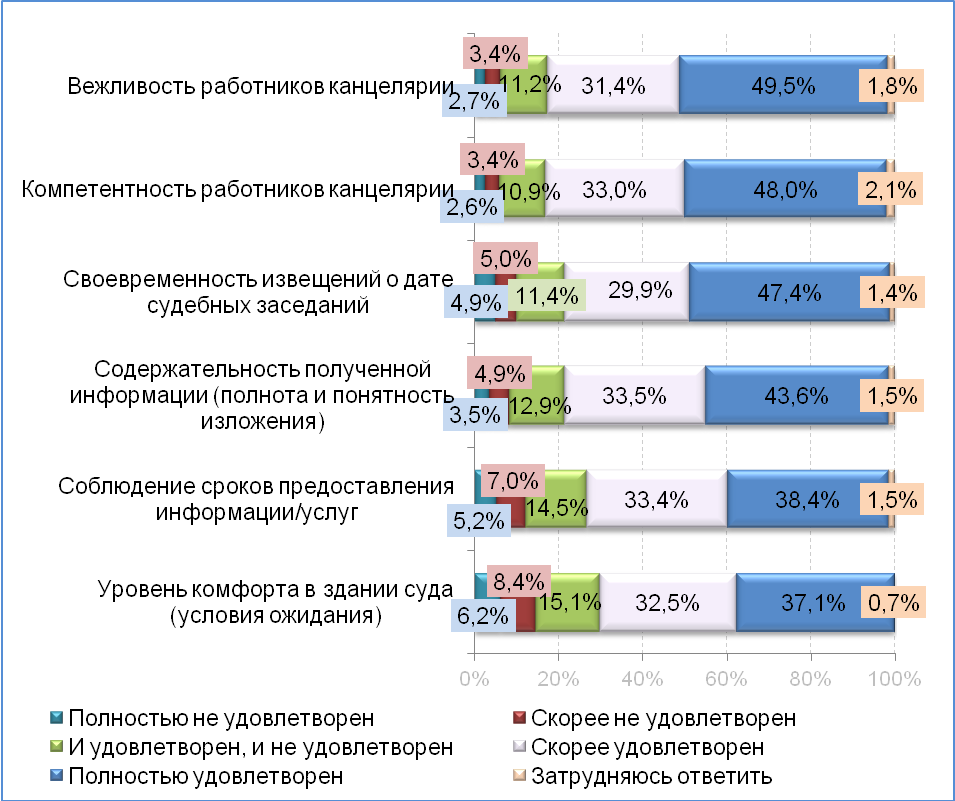 3,4%
Вежливость работников канцелярии 11,2% 31,4% 49,5% 1,8%
2,7%
3,4%
Компетентность работников канцелярии 10,9% 33,0% 48,0% 2,1%
2,6%
5,0%
Своевременность извещений о дате
судебных заседаний
4,9% 11,4% 29,9% 47,4% 1,4%
4,9%
Содержательность полученной
информации (полнота и понятность
изложения)
3,5% 12,9% 33,5% 43,6% 1,5%
7,0%
Соблюдение сроков предоставления
информации/услуг
5,2% 14,5% 33,4% 38,4% 1,5%
8,4%
Уровень комфорта в здании суда
(условия ожидания)
6,2% 15,1% 32,5% 37,1% 0,7%
0% 20% 40% 60% 80% 100%
Полностью не удовлетворен Скорее не удовлетворен
И удовлетворен, и не удовлетворен Скорее удовлетворен
Полностью удовлетворен Затрудняюсь ответить